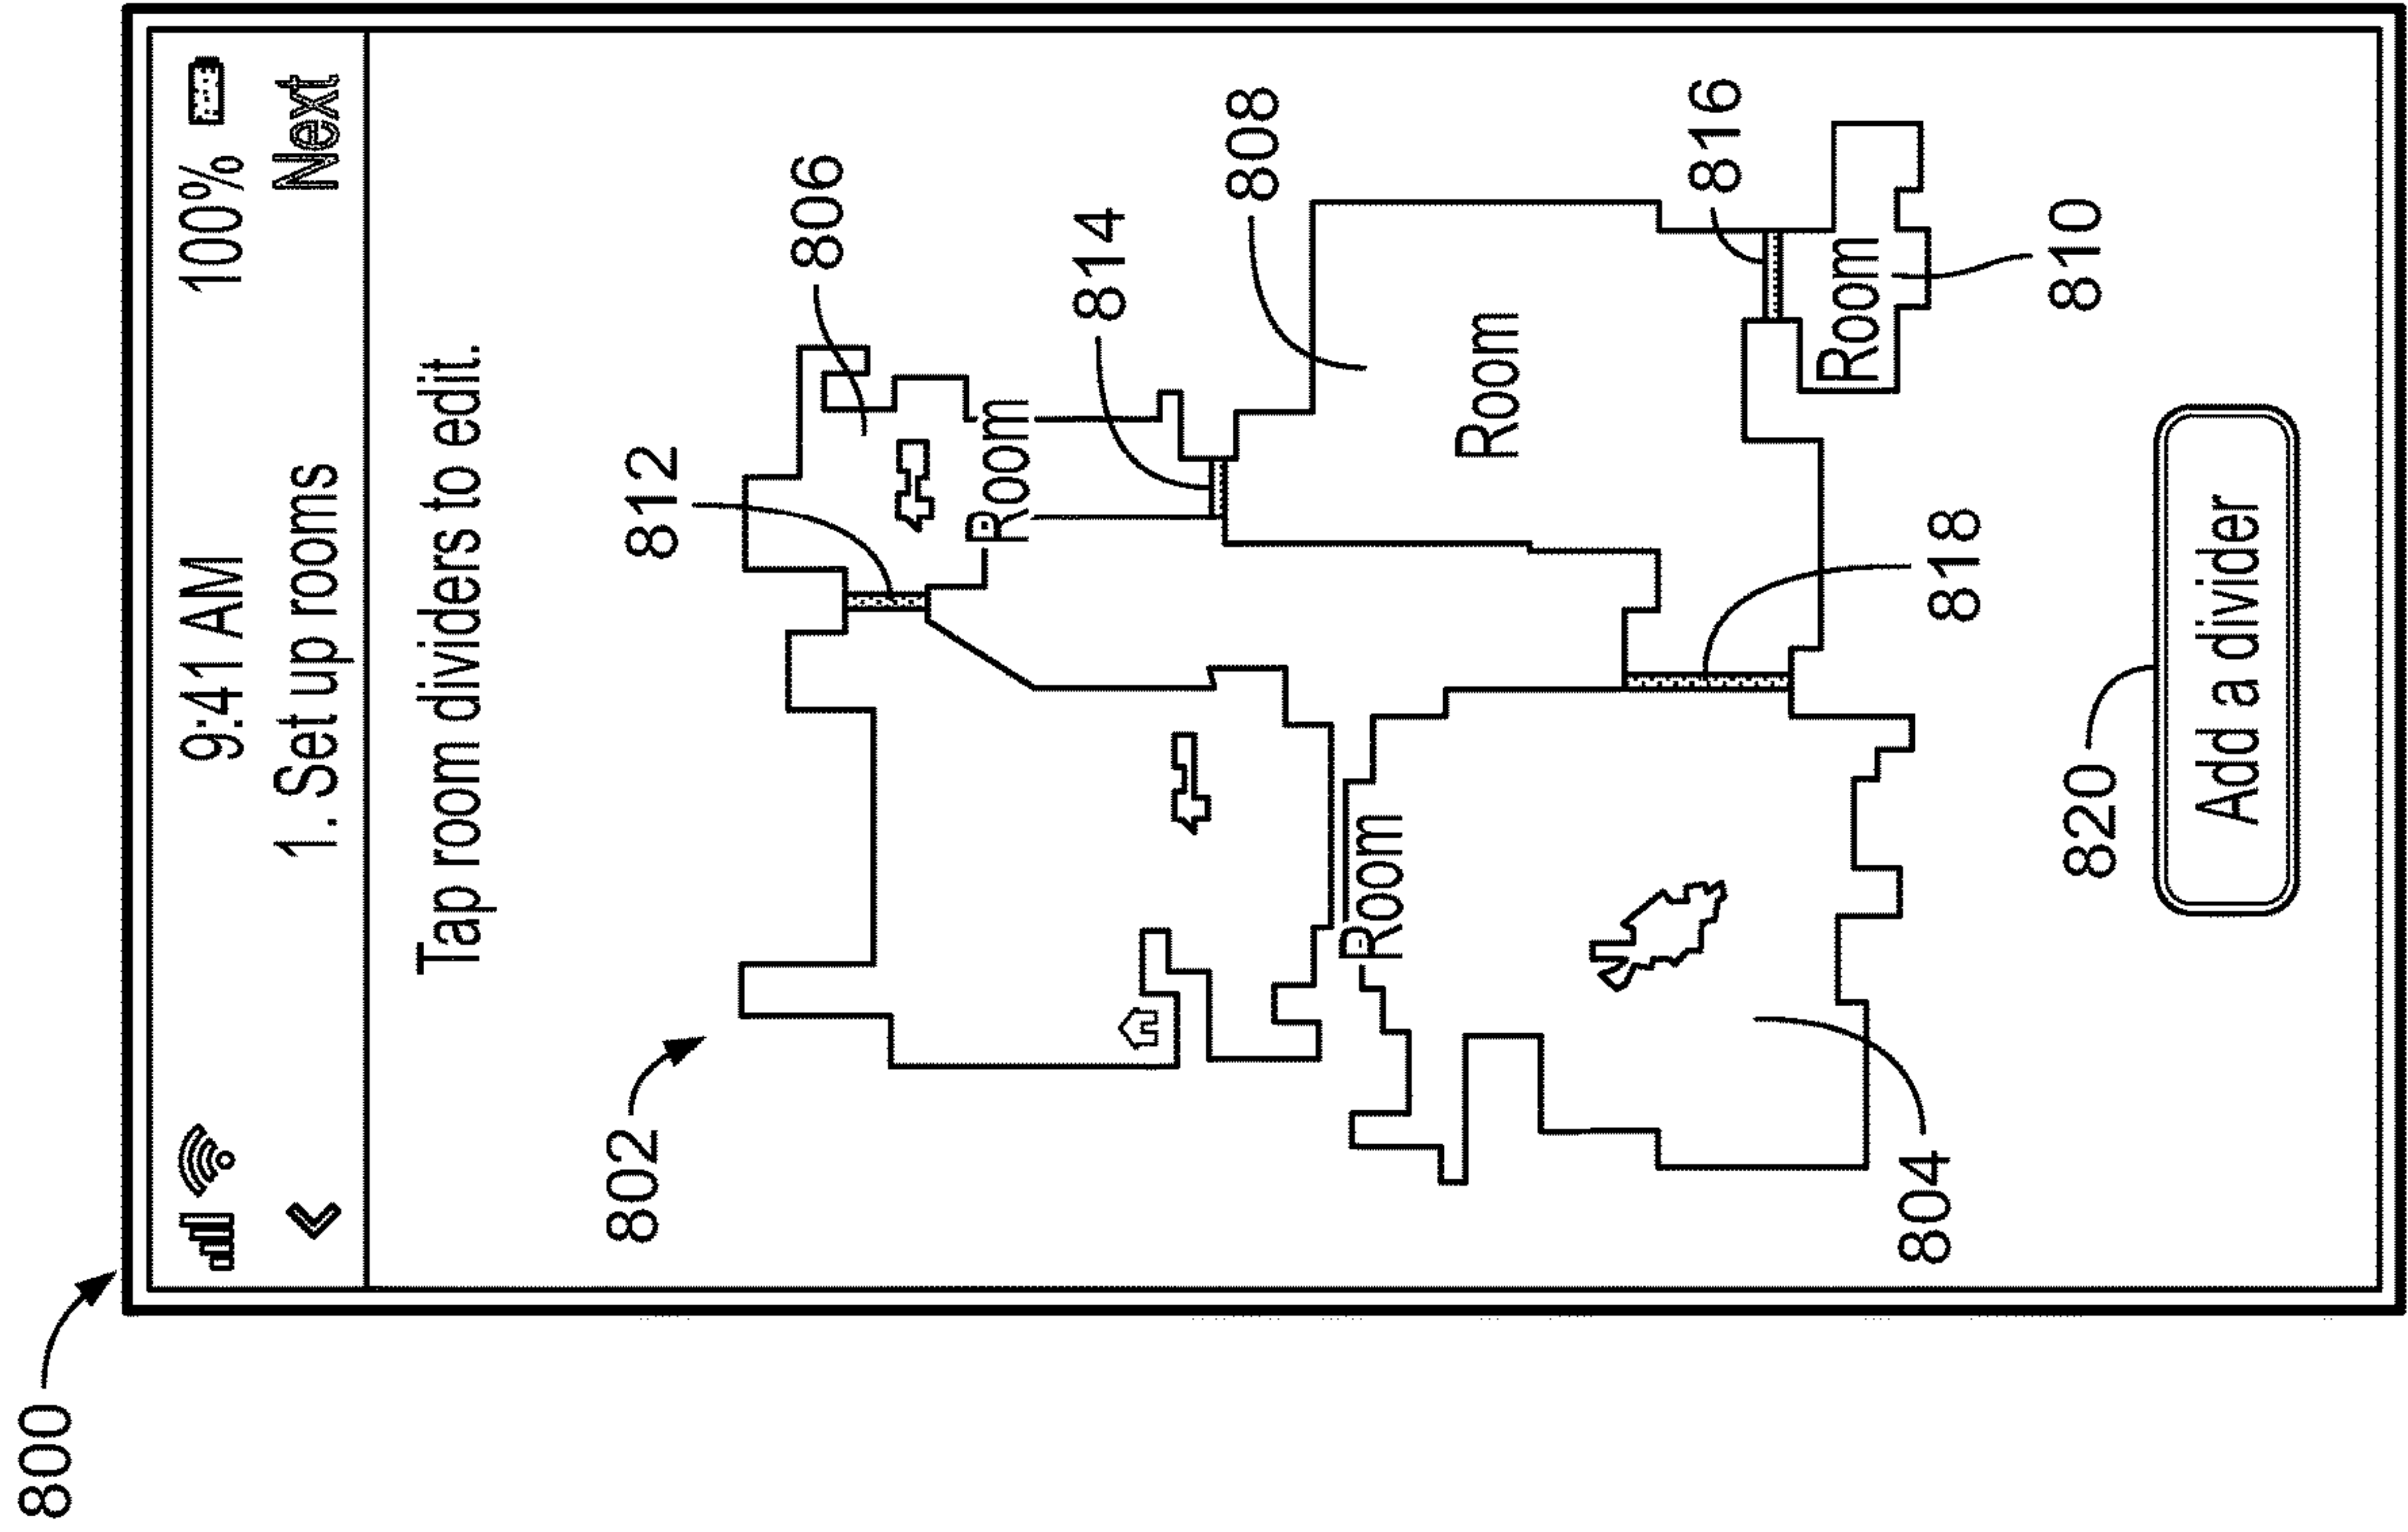 800
9:41 AM 100%
1. Set up rooms Next
Tap room dividers to edit.
802
812
806
Room
814
808
Room
Room
816
Room
818
804
810
820
Add a divider